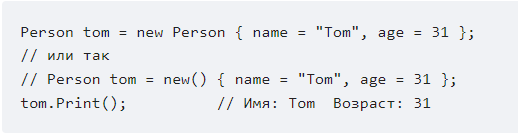 Person tom = new Person { name = "Tom", age = 31 };
// или так
// Person tom = new() { name = "Tom", age = 31 };
tom.Print();          // Имя: Tom  Возраст: 31